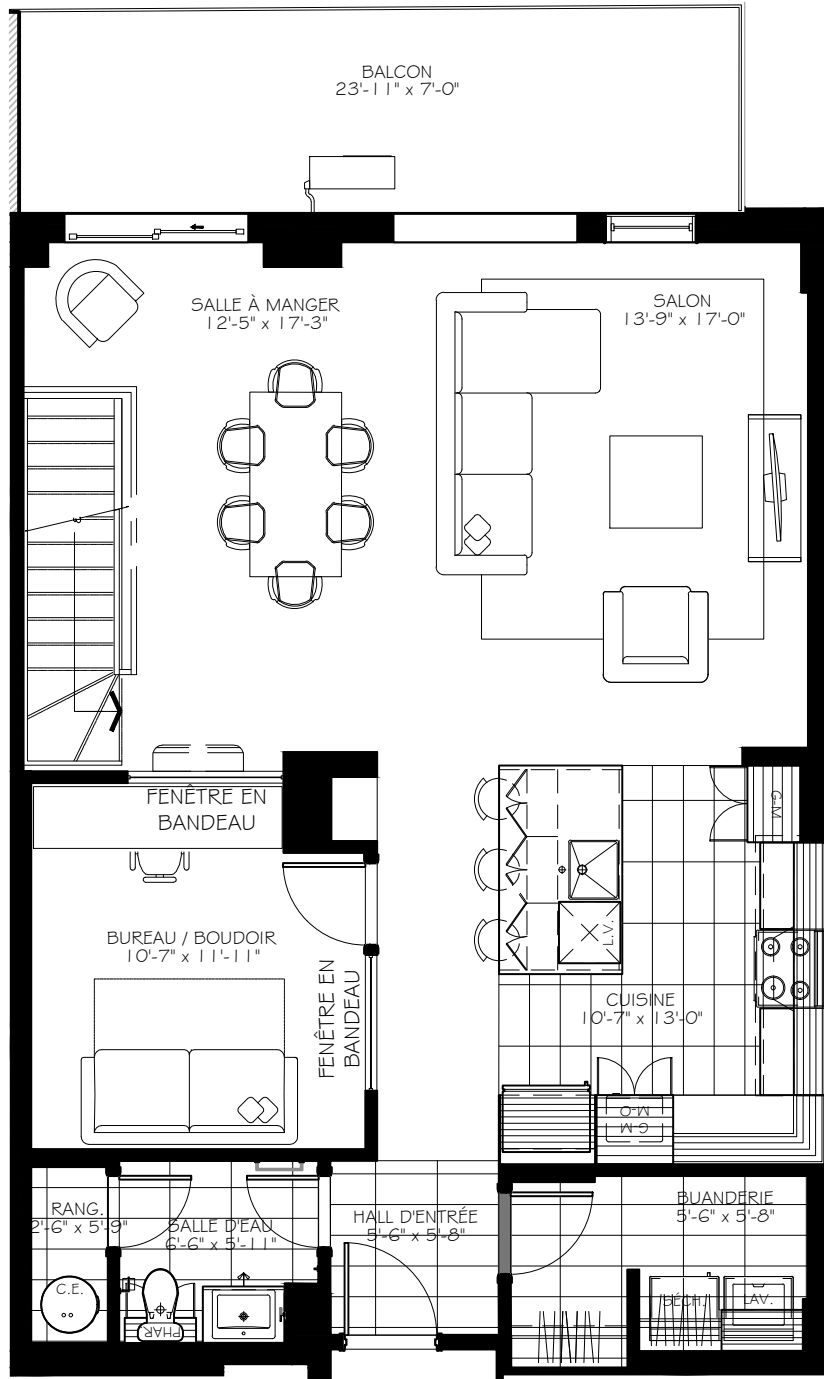 BALCON
23'-11" x 7'-0"
SALLE À MANGER
12'-5" x 17'-3"
SALON
13'-9" x 17'-0"
FENÊTRE EN
BANDEAU
G-M
BUREAU / BOUDOIR
10'-7" x 11'-11"
FENÊTRE EN
BANDEAU
L.V.
CUISINE
10'-7" x 13'-0"
G-M
M-O
RANG.
2'-6" x 5'-9"
SALLE D'EAU
6'-6" x 5'-11"
HALL D'ENTRÉE
5'-6" x 5'-8"
BUANDERIE
5'-6" x 5'-8"
C.E.
PHAR
SÉCH.
LAV.